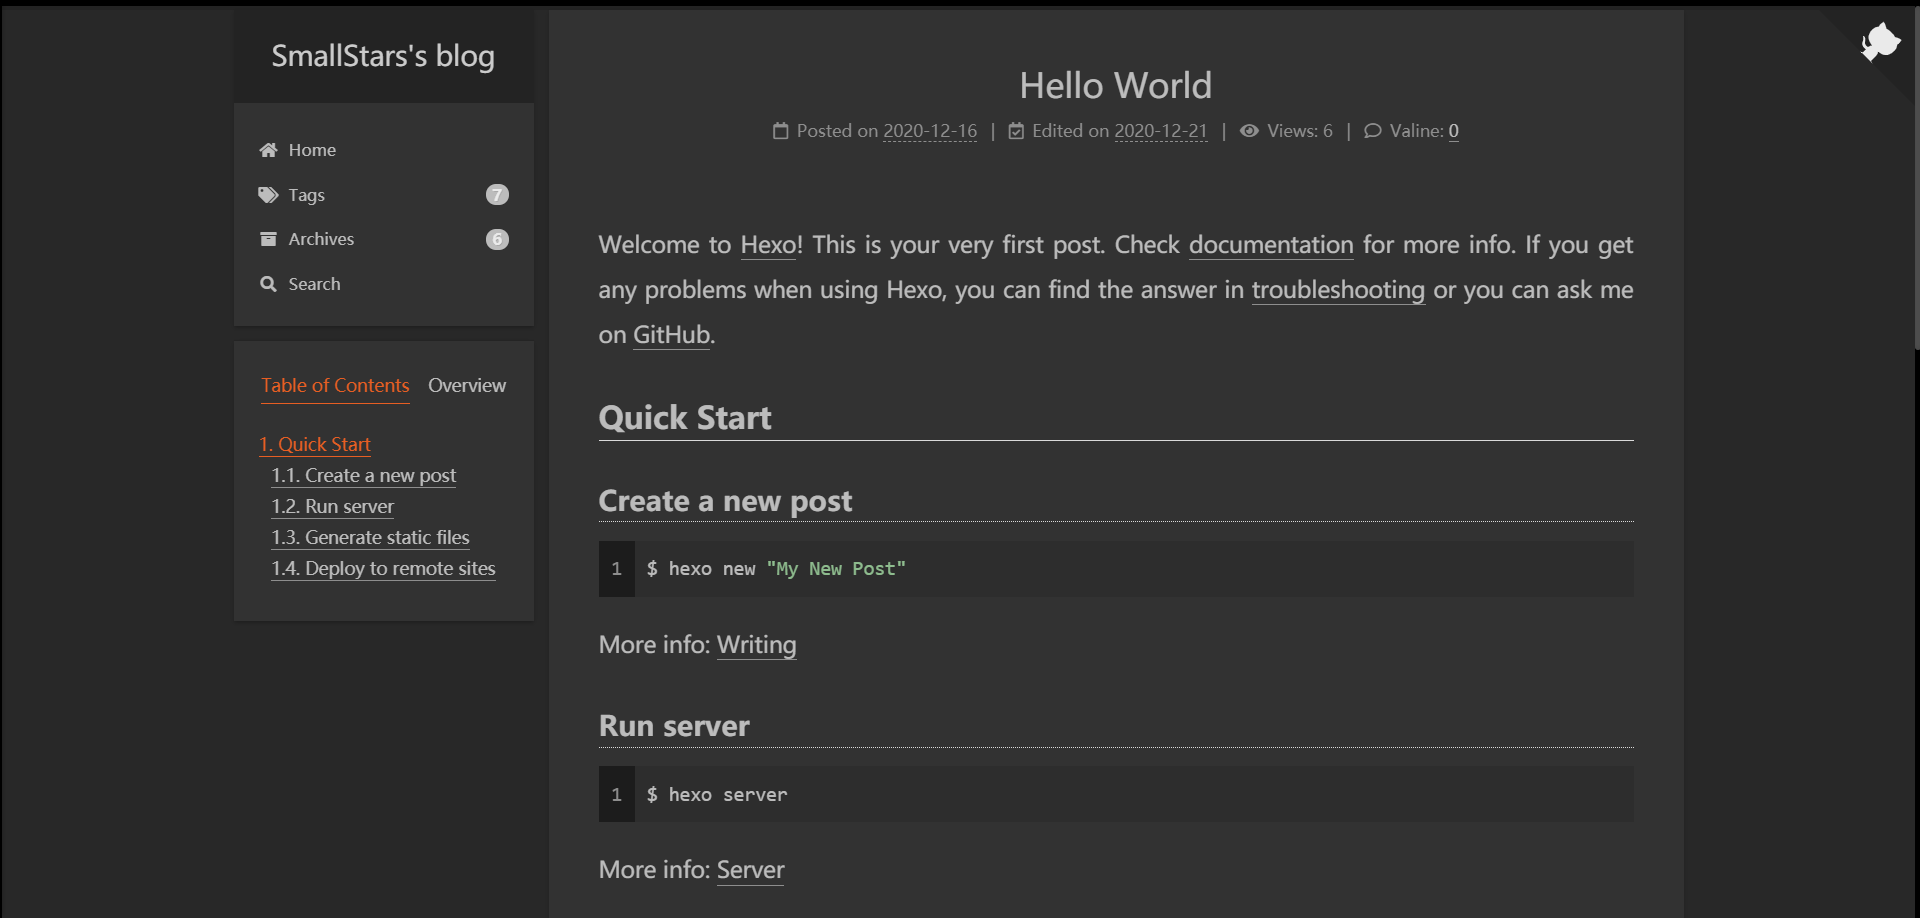 SmallStars's blog
Home
Tags 7
Archives 6
Search
Table of Contents Overview
1. Quick Start
1.1. Create a new post
1.2. Run server
1.3. Generate static files
1.4. Deploy to remote sites
Hello World
Posted on 2020-12-16 | Edited on 2020-12-21 | Views: 6 | Valine: 0
Welcome to Hexo! This is your very first post. Check documentation for more info. If you get
any problems when using Hexo, you can find the answer in troubleshooting or you can ask me
on GitHub.
Quick Start
Create a new post
1 $ hexo new "My New Post"
More info: Writing
Run server
1 $ hexo server
More info: Server